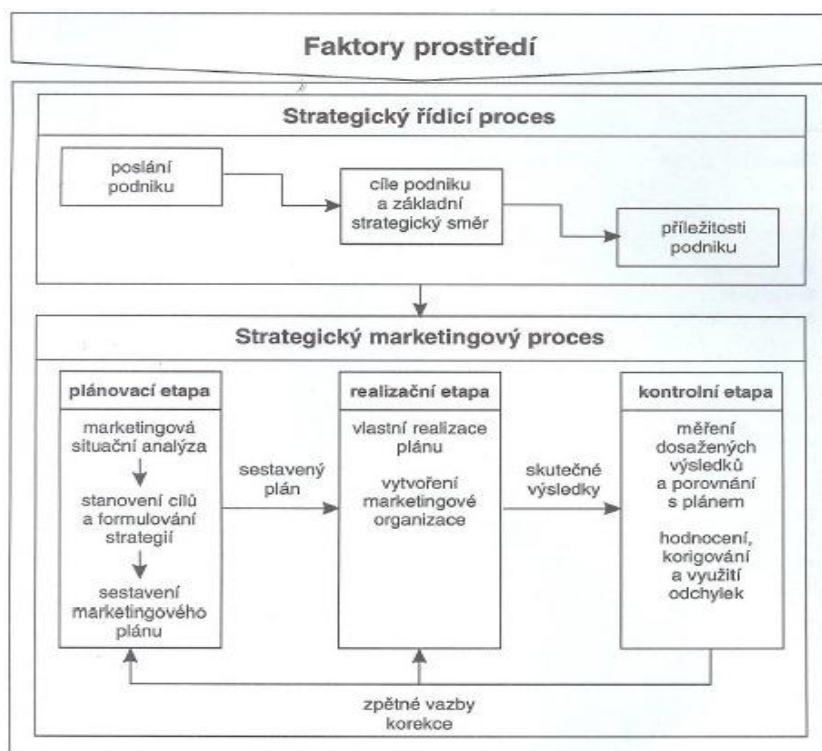 Faktory prostředí
Strategický řídicí proces
poslání
podniku
cíle podniku
a základní
strategický směr
příležitosti
podniku
Strategický marketingový proces
plánovací etapa
marketingová
situační analýza
stanovení cílů
a formulování
strategií
sestavení
marketingového
plánu
sestavený
plán
realizační etapa
vlastní realizace
plánu
vytvoření
marketingové
organizace
skutečné
výsledky
kontrolní etapa
měření
dosažených
výsledků
a porovnání
s plánem
hodnocení,
korigování
a využití
odchylek
zpětné vazby
korekce